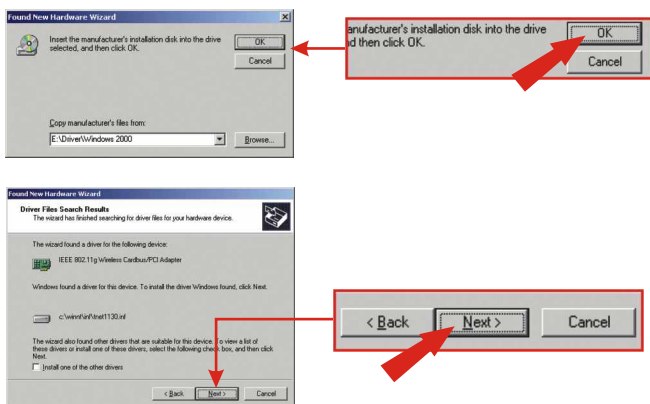 Found New Hardware Wizard
Insert the manufacturer's installation disk into the drive
selected, and then click OK.
OK
Cancel
Copy manufacturer's files from:
E:\Driver\Windows 2000
Browse...
anufacturer's installation disk into the drive
d then click OK.
OK
Cancel
Found New Hardware Wizard
Driver Files Search Results
The wizard has finished searching for driver files for your hardware device.
The wizard found a driver for the following device:
IEEE 802.11g Wireless Cardbus/PCI Adapter
Windows found a driver for this device. To install the driver Windows found, click Next.
c:\winnt\inf\tnet1130.inf
The wizard also found other drivers that are suitable for this device. To view a list of
these drivers or install one of these drivers, select the following check box, and then click
Next.
Install one of the other drivers
< Back
Next >
Cancel
< Back
Next >
Cancel